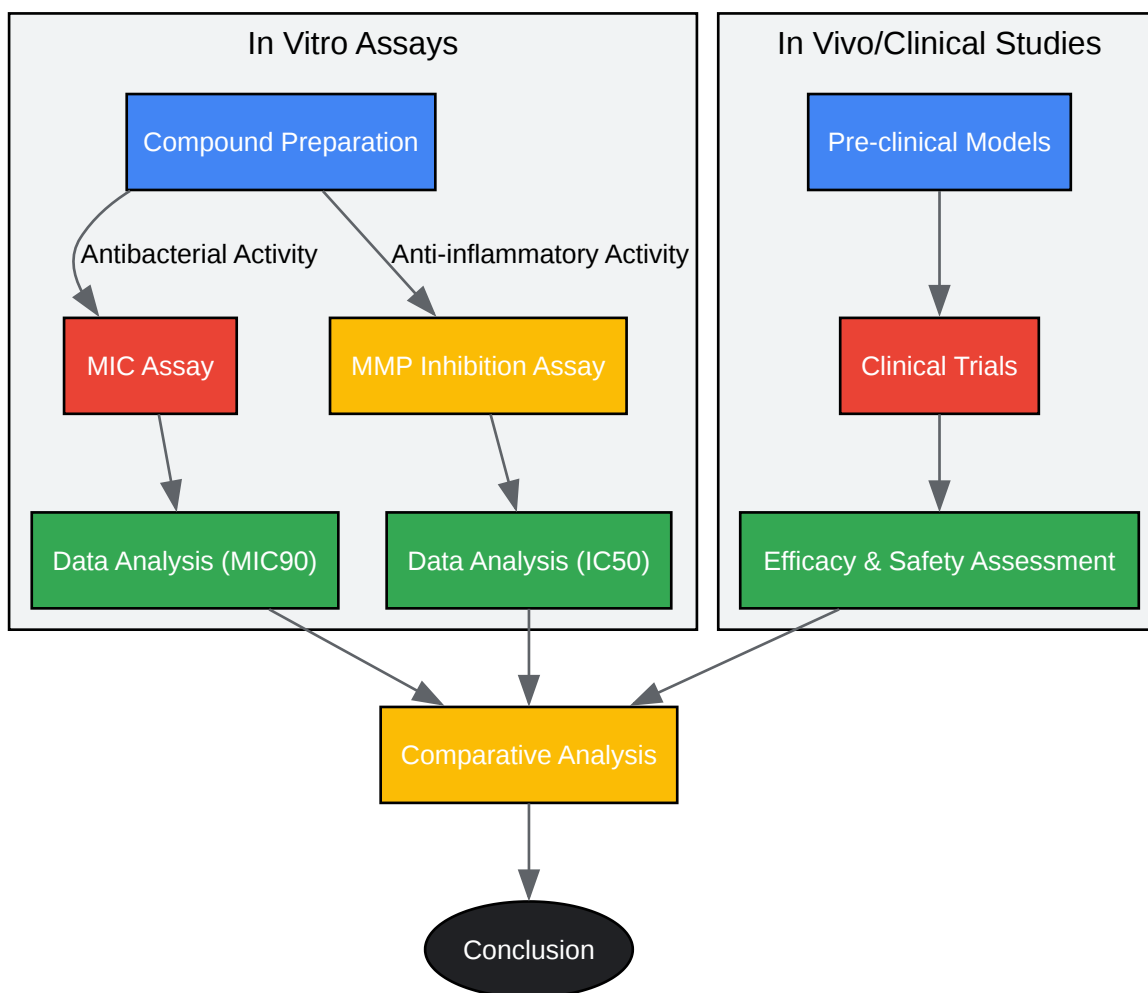 In Vitro Assays
Compound Preparation
Antibacterial Activity
Anti-inflammatory Activity
MIC Assay
MMP Inhibition Assay
Data Analysis (MIC90)
Data Analysis (IC50)
In Vivo/Clinical Studies
Pre-clinical Models
Clinical Trials
Efficacy & Safety Assessment
Comparative Analysis
Conclusion